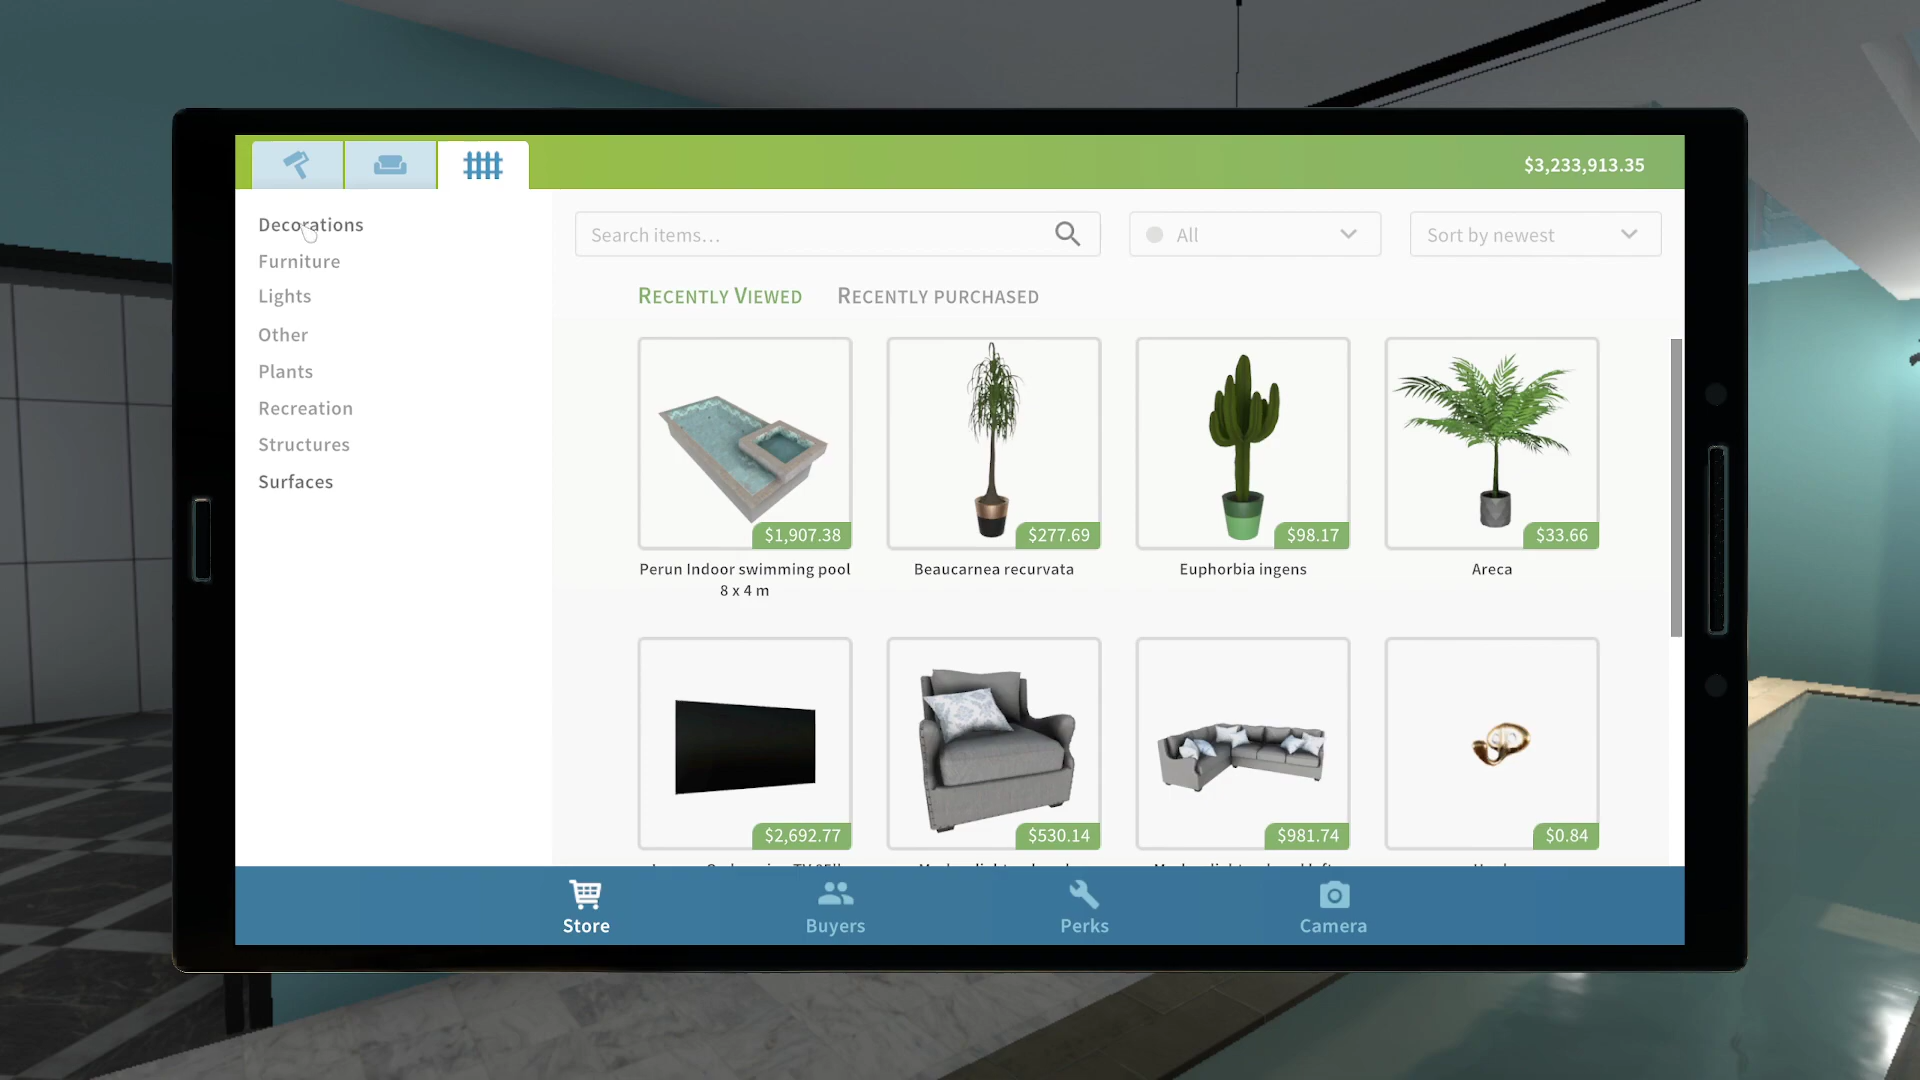 $3,233,913.35
Decorations
Furniture
Lights
Other
Plants
Recreation
Structures
Surfaces
Search items...
All
Sort by newest
RECENTLY VIEWED
RECENTLY PURCHASED
$1,907.38
$277.69
$98.17
$33.66
Perun Indoor swimming pool
8 x 4 m
Beaucarnea recurvata
Euphorbia ingens
Areca
$2,692.77
$530.14
$981.74
$0.84
Store
Buyers
Perks
Camera